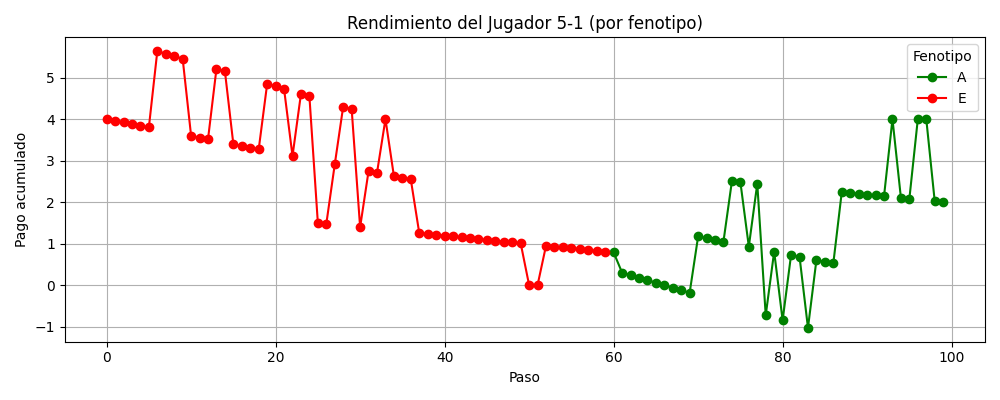 Rendimiento del Jugador 5-1 (por fenotipo)
Pago acumulado
5
4
3
2
1
0
−1
Fenotipo
A
E
0 20 40 60 80 100
Paso